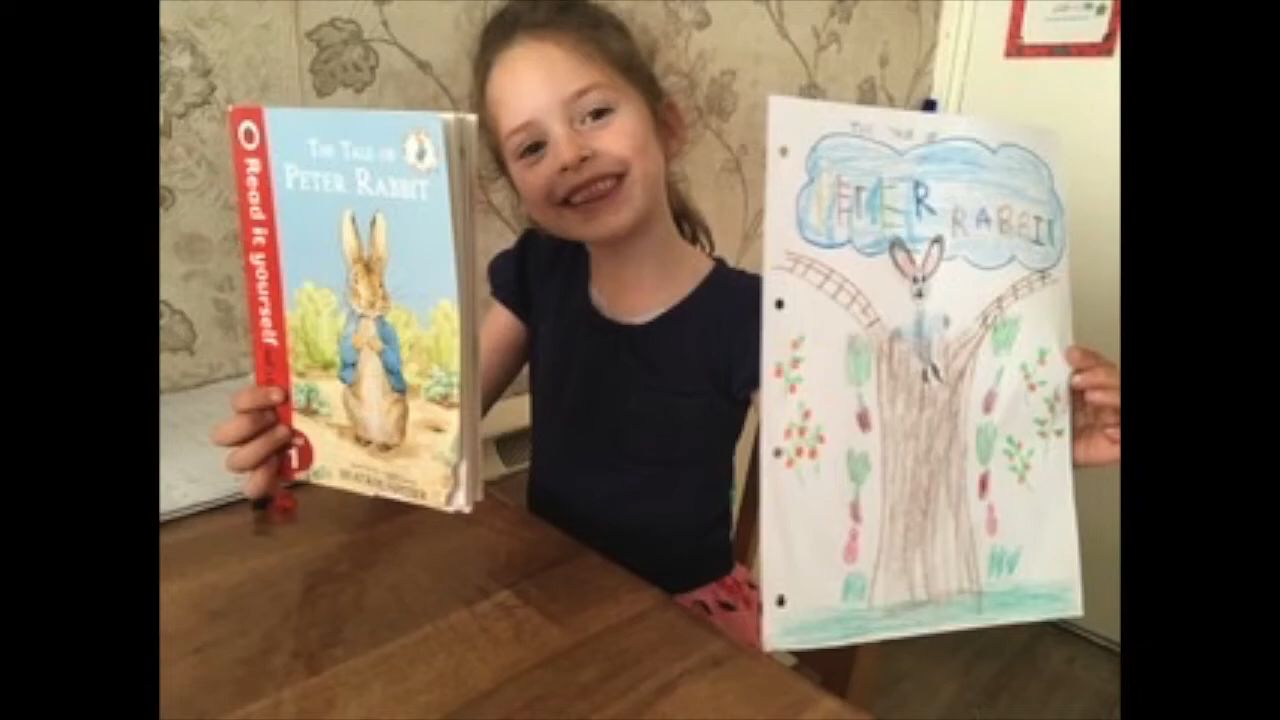 Read it yourself
THE TALE OF
PETER RABBIT
1
THE TALE OF
PETER
RABBIT